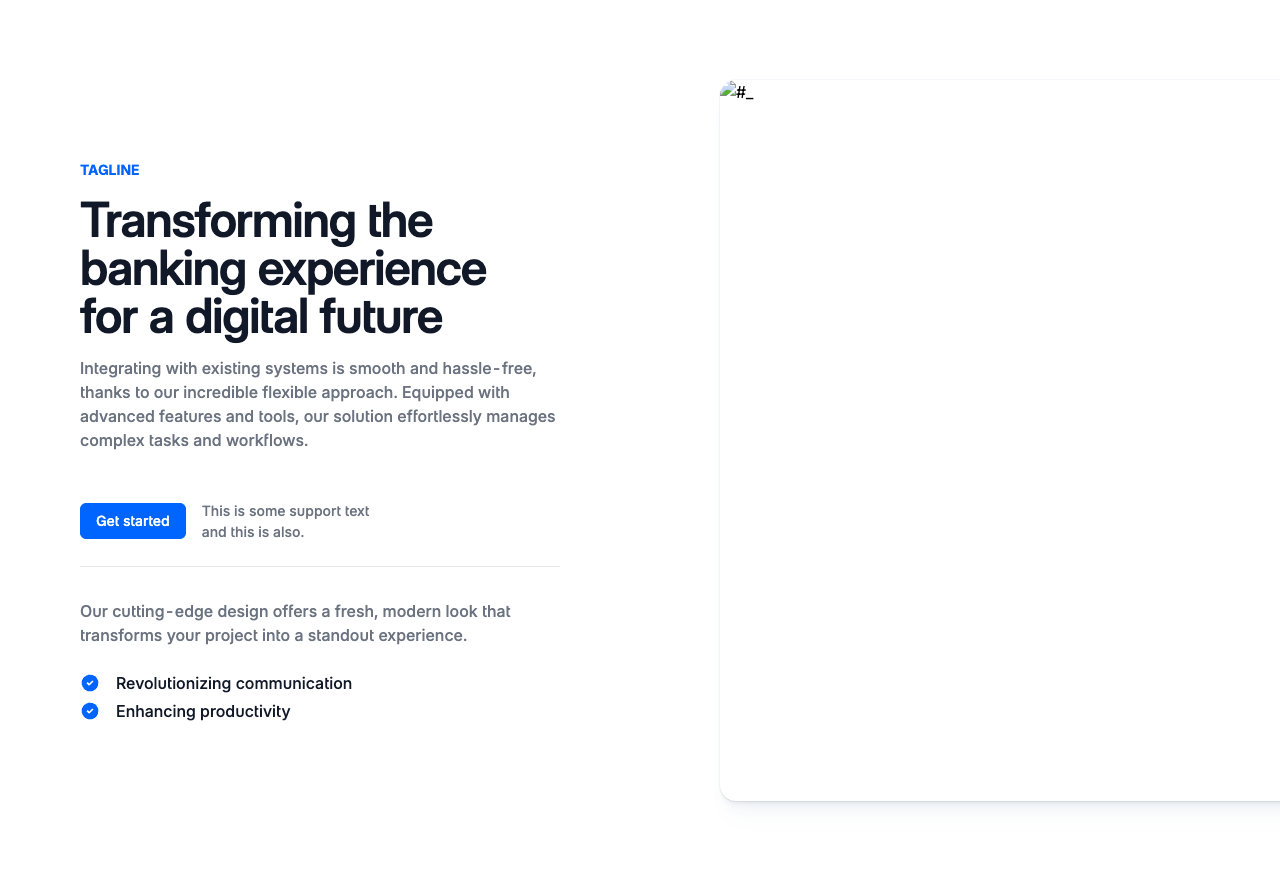 TAGLINE
Transforming the
banking experience
for a digital future
Integrating with existing systems is smooth and hassle-free,
thanks to our incredible flexible approach. Equipped with
advanced features and tools, our solution effortlessly manages
complex tasks and workflows.
Get started
This is some support text
and this is also.
Our cutting-edge design offers a fresh, modern look that
transforms your project into a standout experience.
Revolutionizing communication
Enhancing productivity
#_